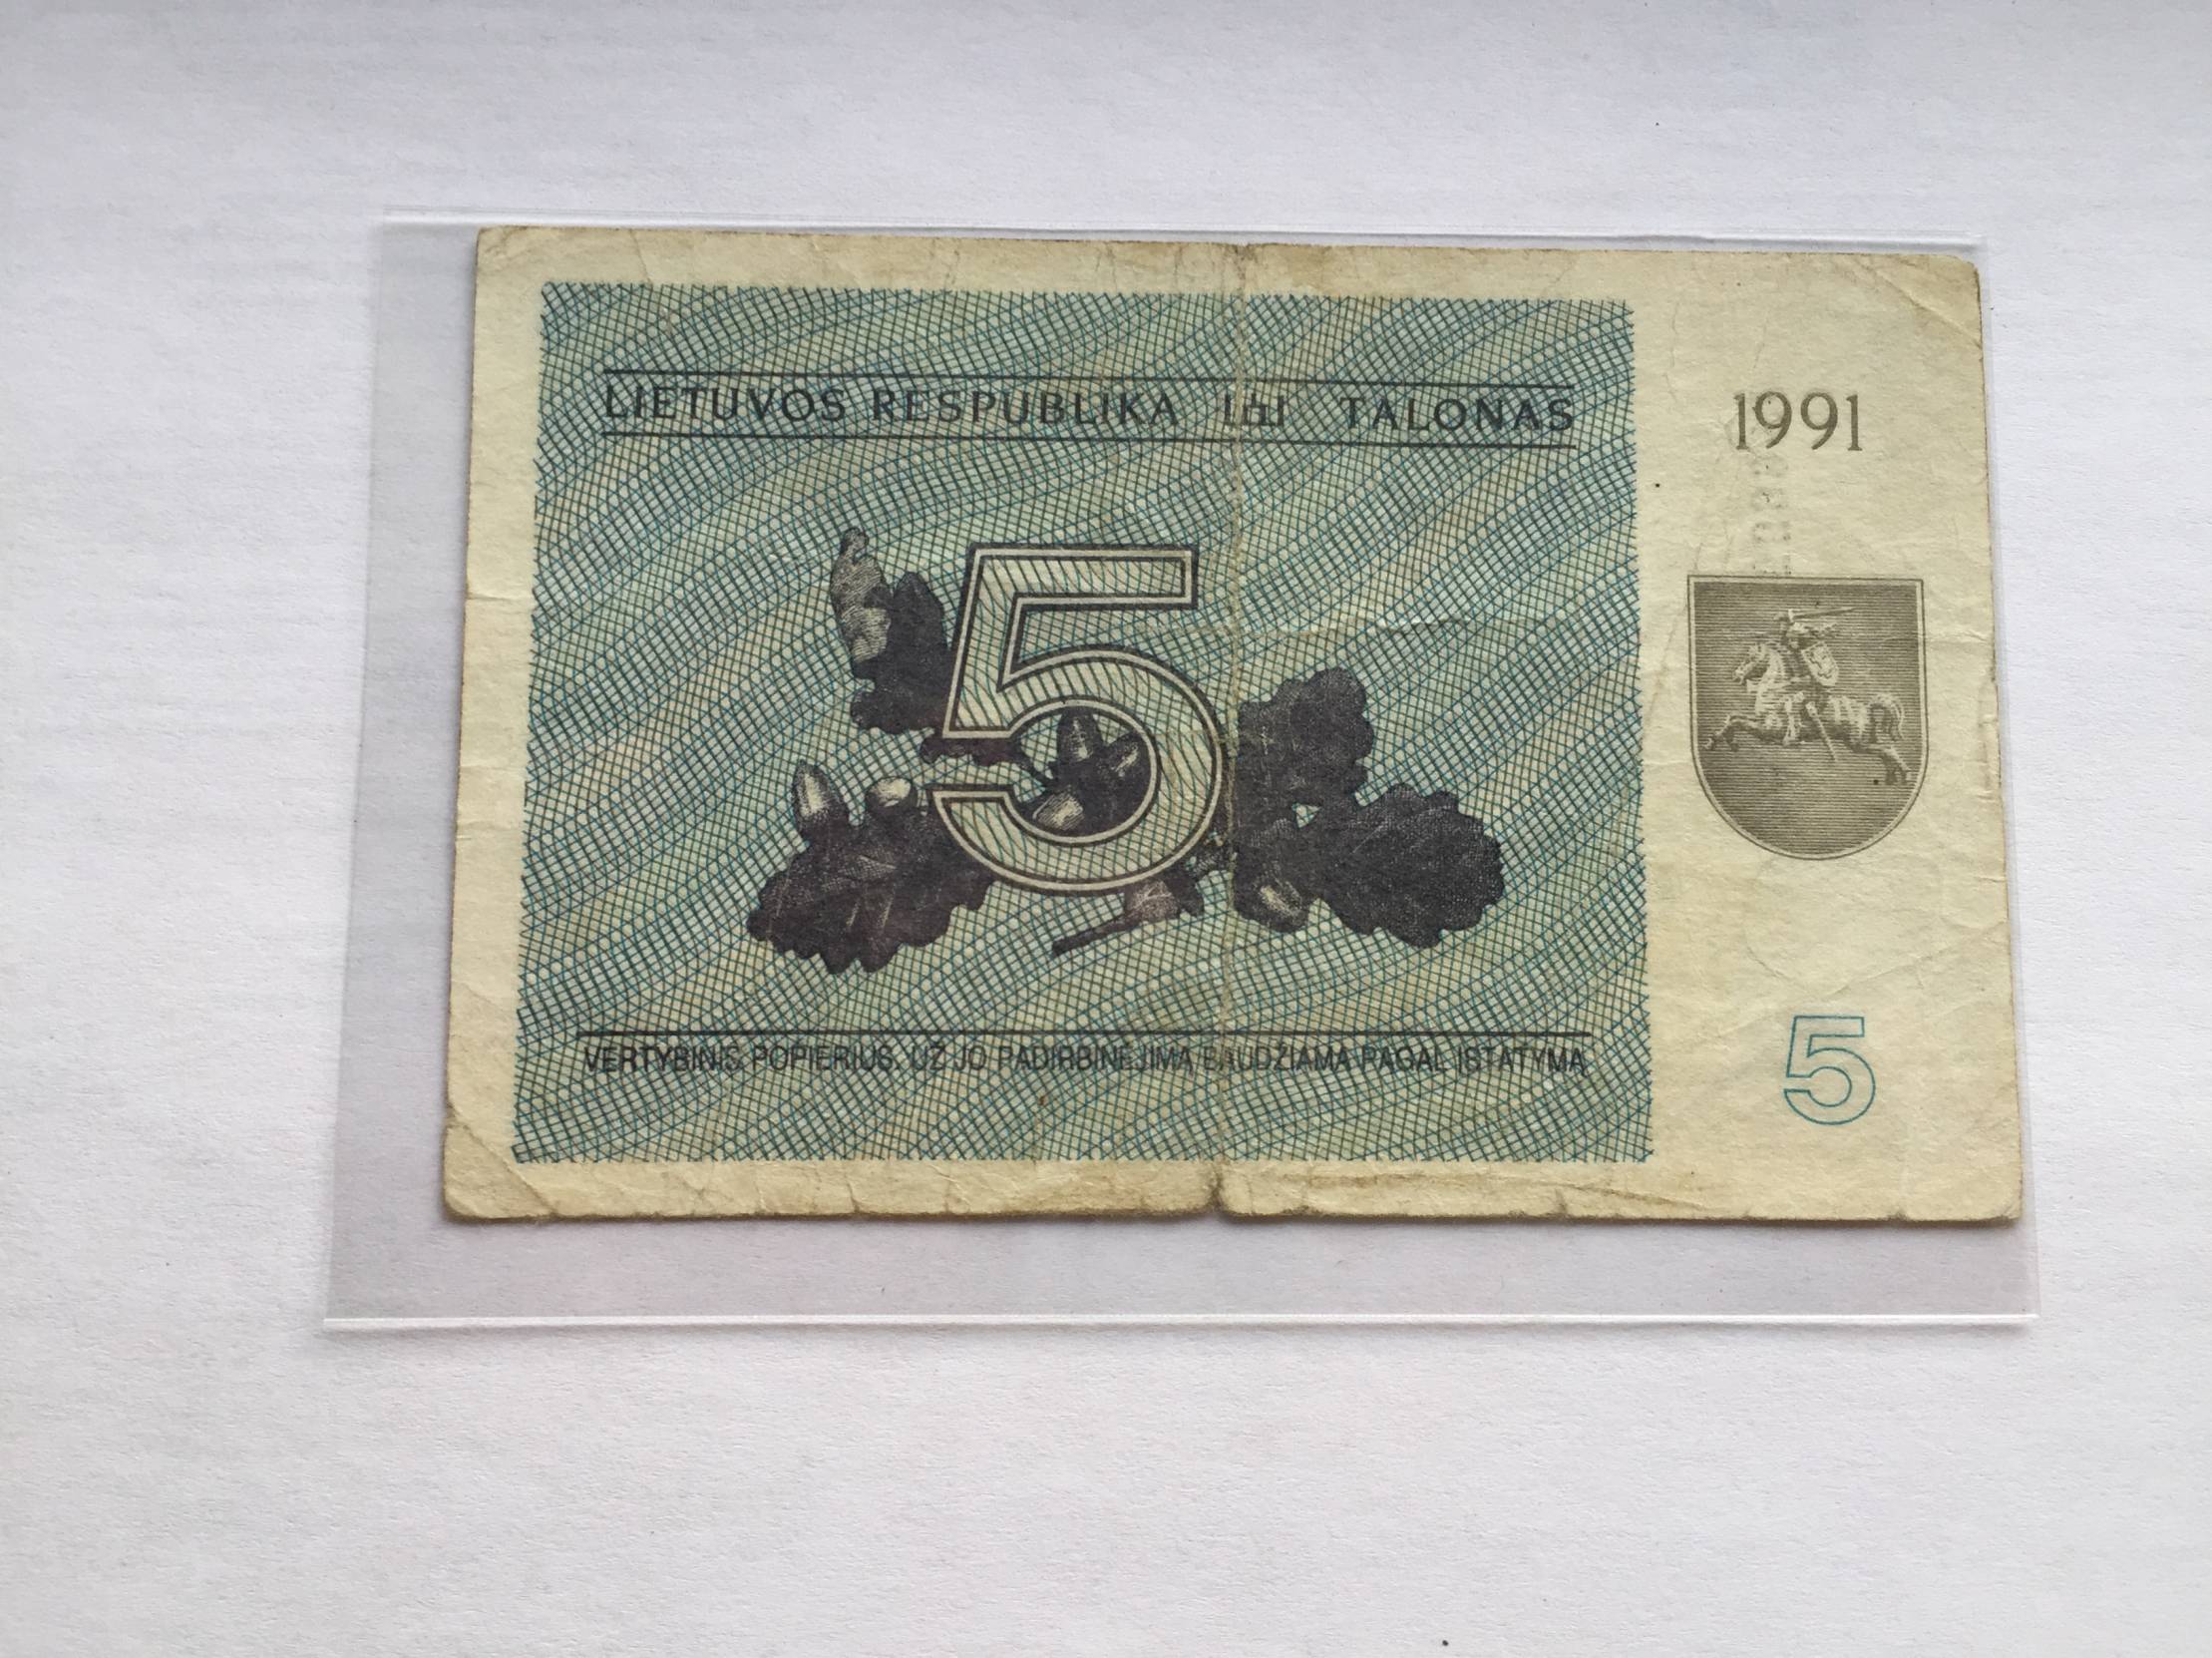 LIETUVOS RESPUBLIKA TALONAS
1991
5
VERTYBINIS POPIERIUS. UŽ JO PADIRBINĖJIMĄ BAUDŽIAMA PAGAL ĮSTATYMĄ
5